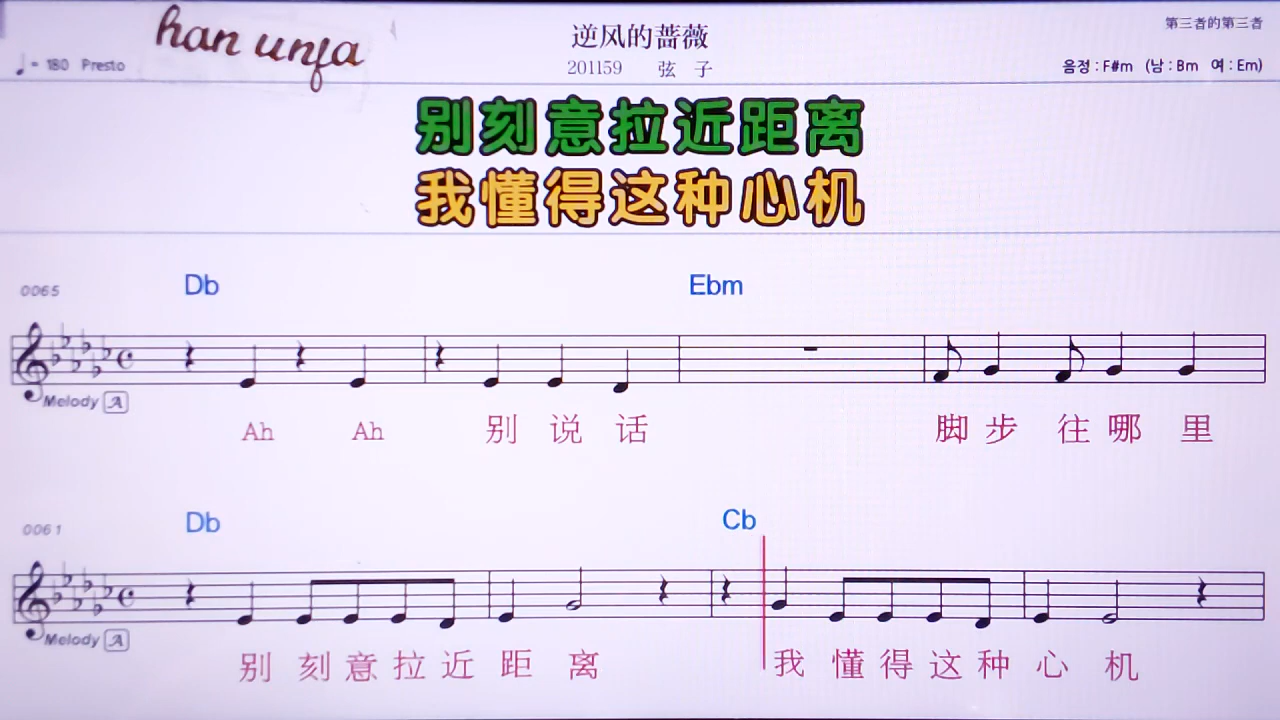 han unfa
逆风的蔷薇
第三者的第三者
♩= 180 Presto
201159 弦 子
음정 : F#m (남 : Bm 여 : Em)
别刻意拉近距离
我懂得这种心机
0065 Db Ebm
Melody A
Ah Ah 别 说 话 脚 步 往 哪 里
0061 Db Cb
Melody A
别 刻 意 拉 近 距 离 我 懂 得 这 种 心 机